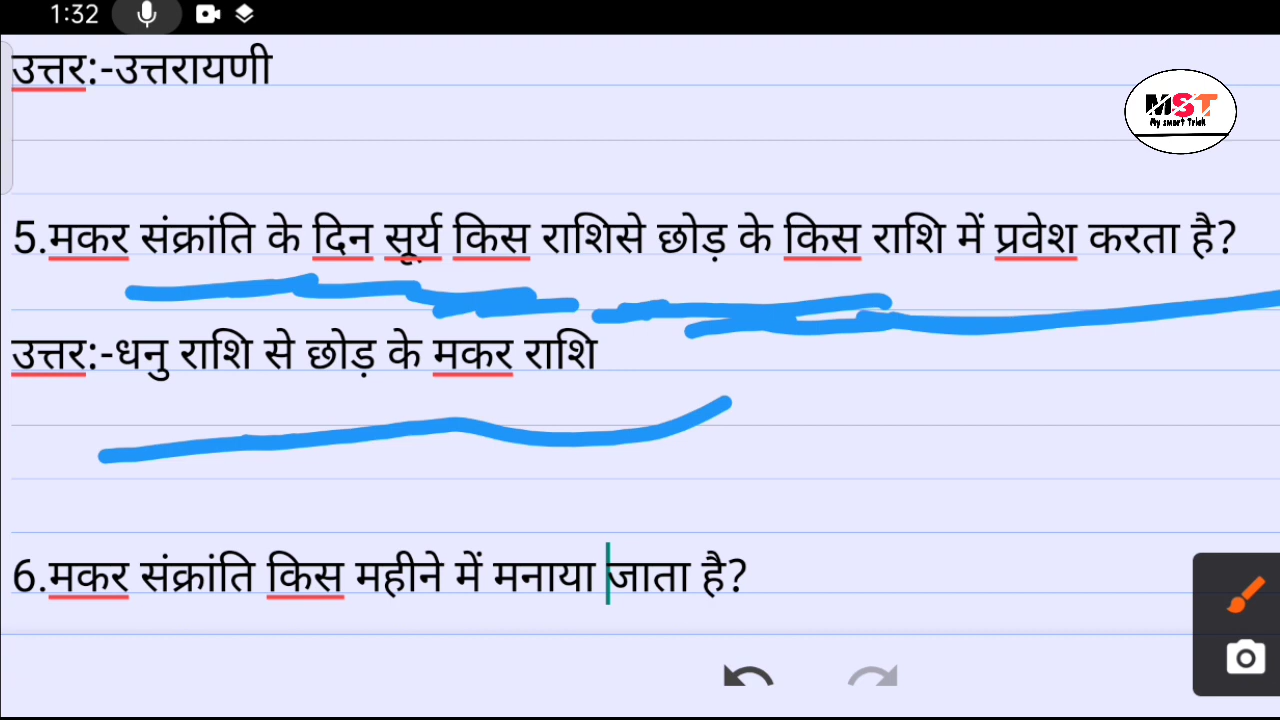 1:32
उत्तर:-उत्तरायणी
MST
My smart Trick
5.मकर संक्रांति के दिन सूर्य किस राशिसे छोड़ के किस राशि में प्रवेश करता है?
उत्तर:-धनु राशि से छोड़ के मकर राशि
6.मकर संक्रांति किस महीने में मनाया जाता है?